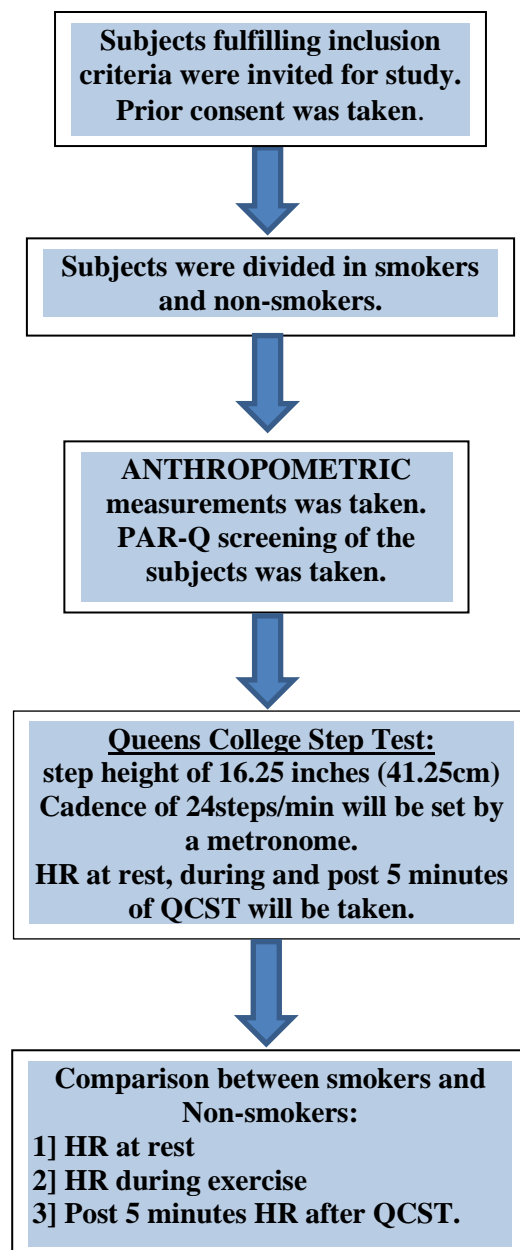 Subjects fulfilling inclusion
criteria were invited for study.
Prior consent was taken.
Subjects were divided in smokers
and non-smokers.
ANTHROPOMETRIC
measurements was taken.
PAR-Q screening of the
subjects was taken.
Queens College Step Test:
step height of 16.25 inches (41.25cm)
Cadence of 24steps/min will be set by
a metronome.
HR at rest, during and post 5 minutes
of QCST will be taken.
Comparison between smokers and
Non-smokers:
1] HR at rest
2] HR during exercise
3] Post 5 minutes HR after QCST.